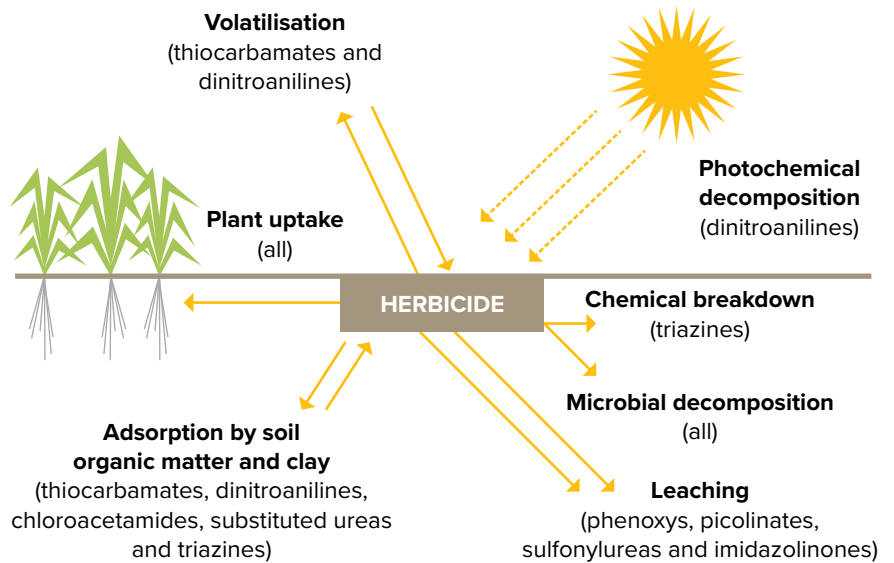 Volatilisation
(thiocarbamates and
dinitroanilines)
Photochemical
decomposition
(dinitroanilines)
Plant uptake
(all)
HERBICIDE
Chemical breakdown
(triazines)
Microbial decomposition
(all)
Adsorption by soil
organic matter and clay
(thiocarbamates, dinitroanilines,
chloroacetamides, substituted ureas
and triazines)
Leaching
(phenoxys, picolinates,
sulfonylureas and imidazolinones)